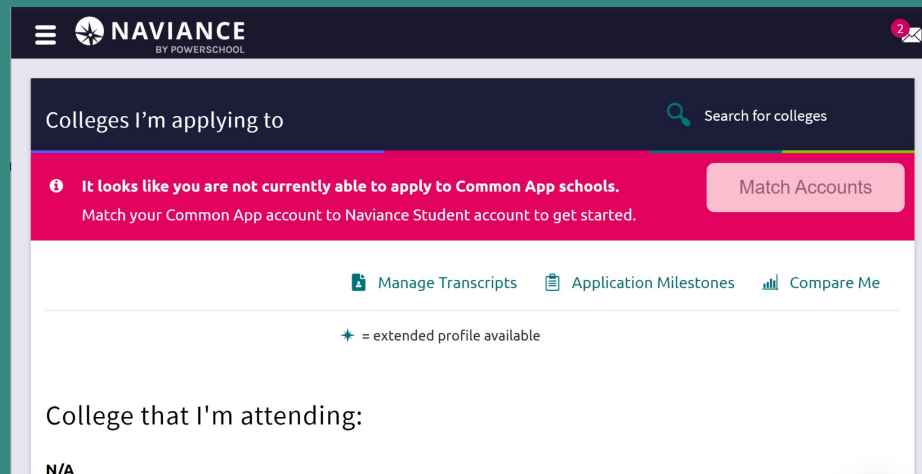 NAVIANCE
BY POWERSCHOOL
2
Colleges I'm applying to
Search for colleges
It looks like you are not currently able to apply to Common App schools.
Match your Common App account to Naviance Student account to get started.
Match Accounts
Manage Transcripts
Application Milestones
Compare Me
= extended profile available
College that I'm attending:
N/A